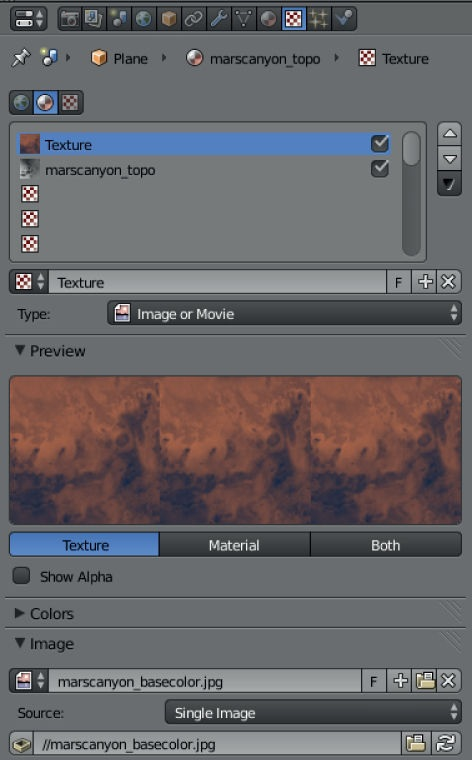 Plane marscanyon_topo Texture
Texture
marscanyon_topo
Texture F
Type: Image or Movie
Preview
Texture Material Both
Show Alpha
Colors
Image
marscanyon_basecolor.jpg F
Source: Single Image
//marscanyon_basecolor.jpg